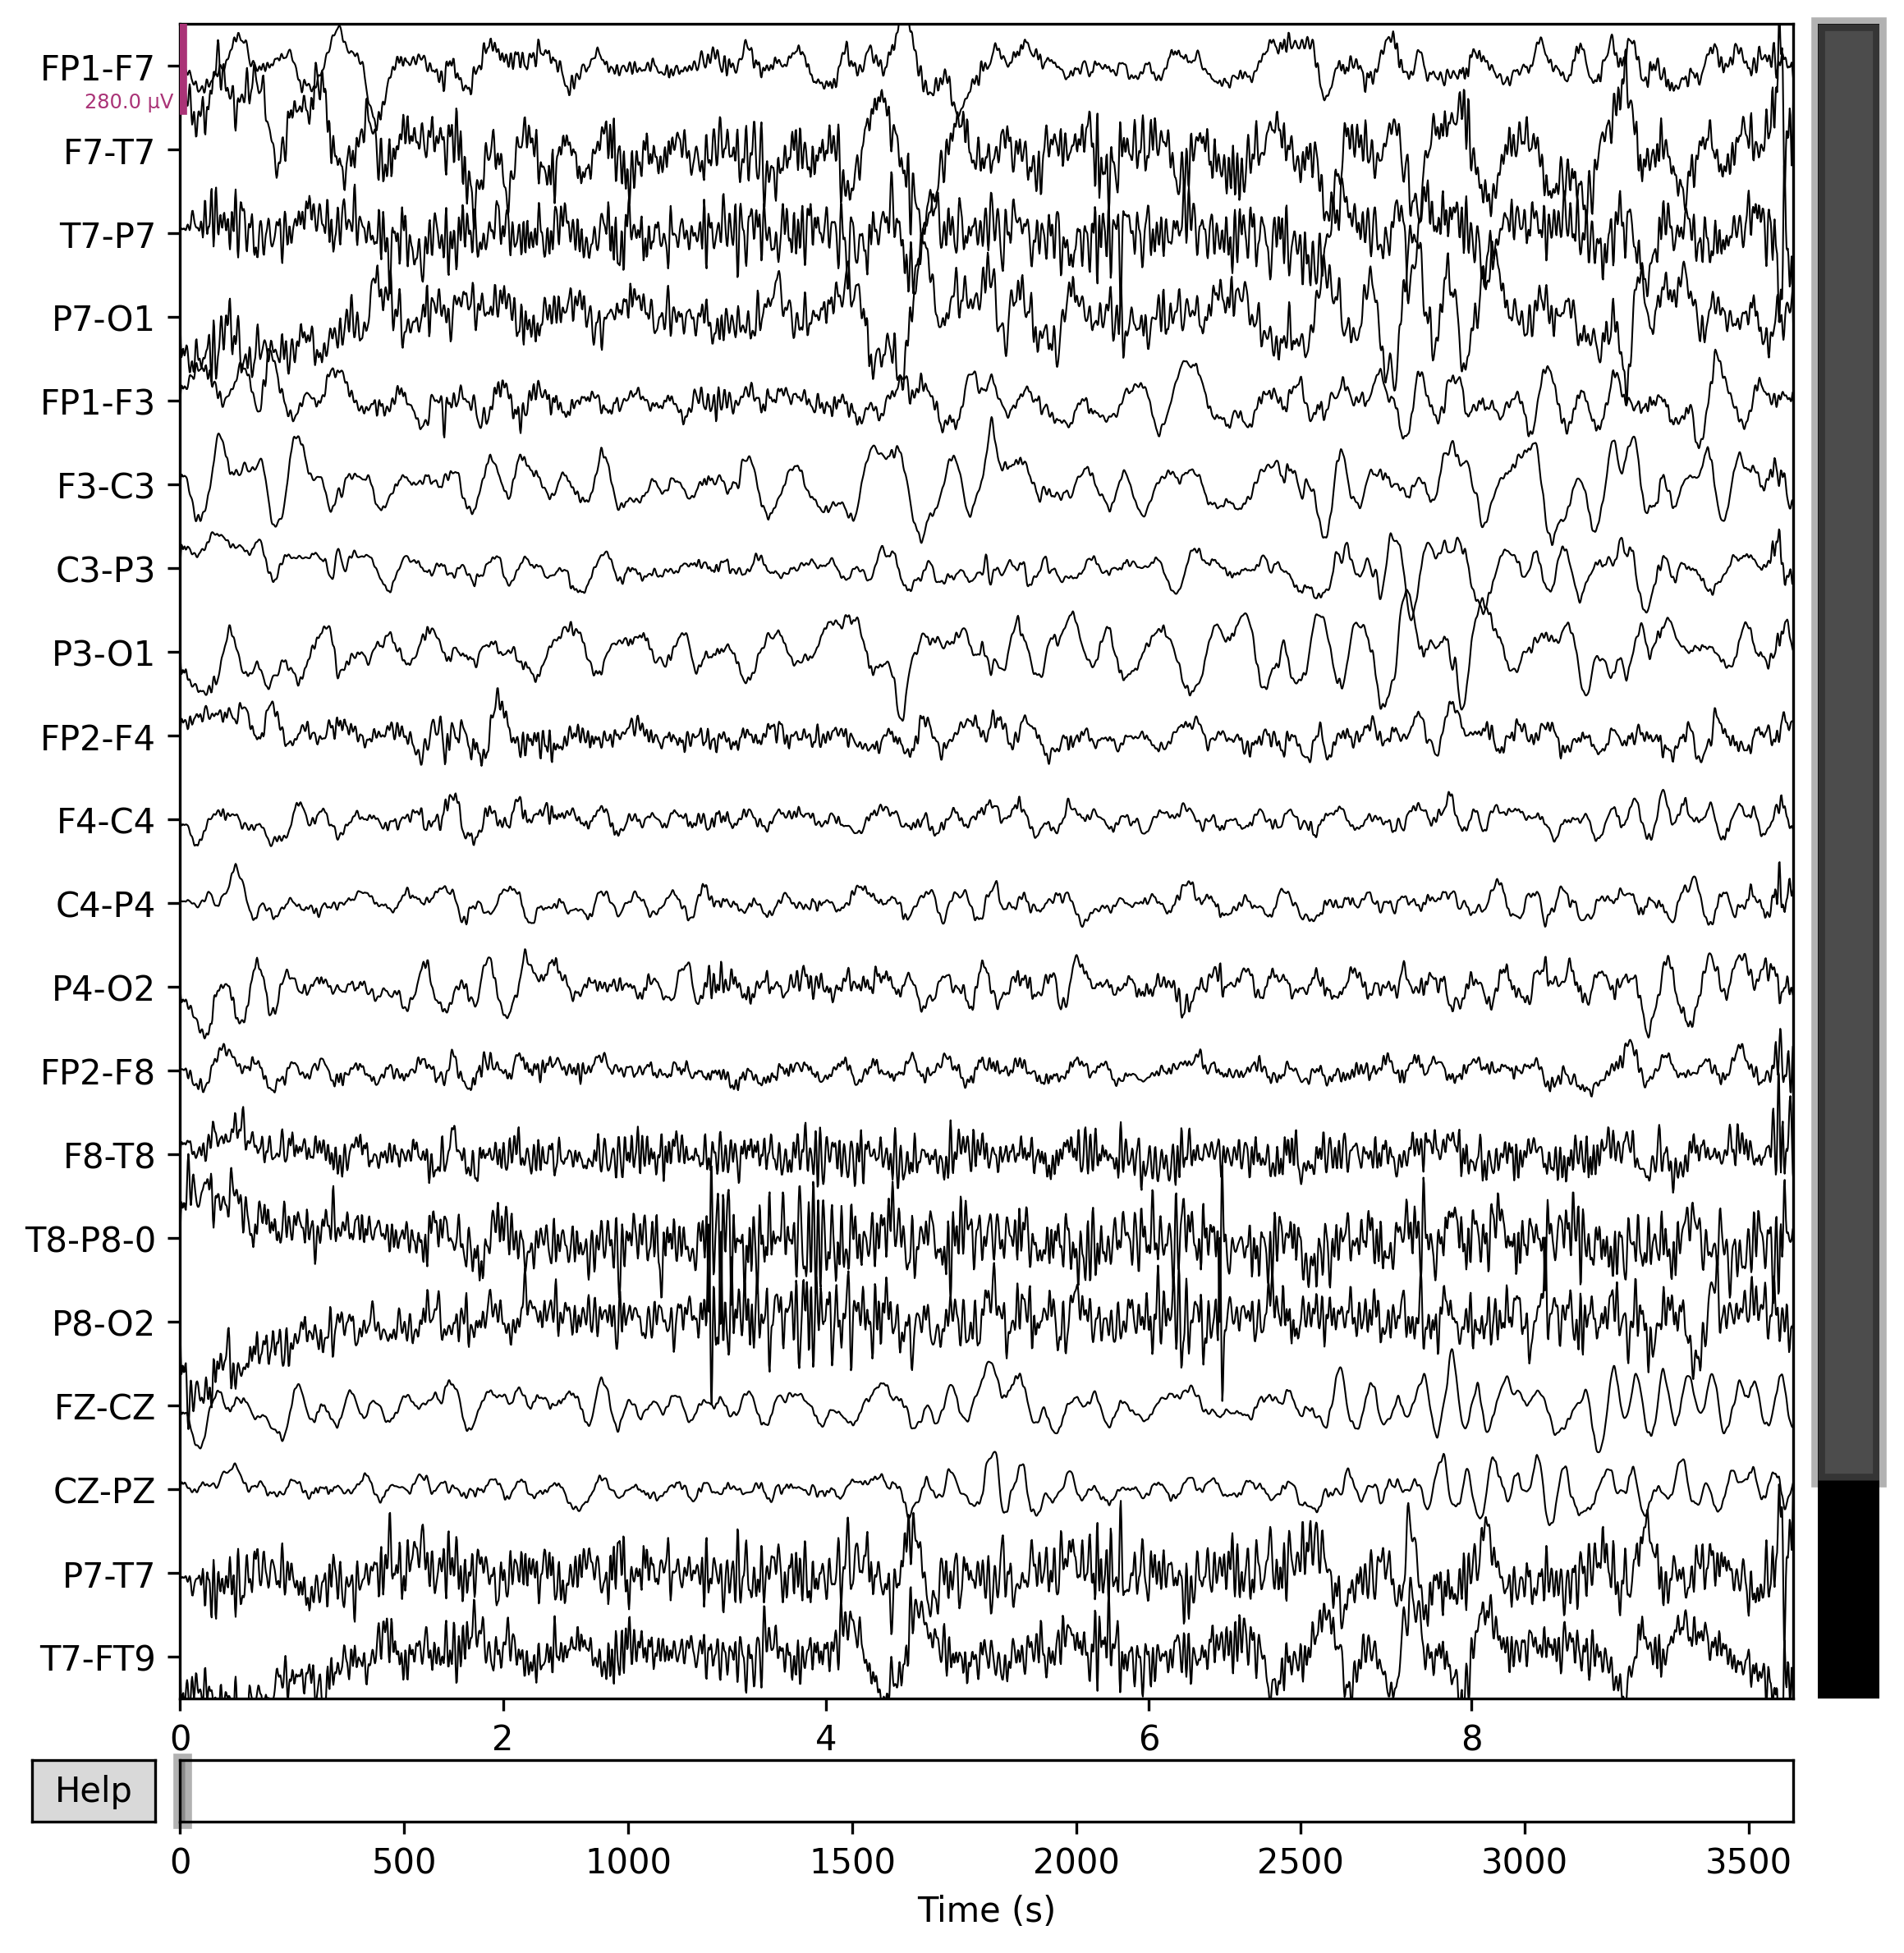 FP1-F7
280.0 µV
F7-T7
T7-P7
P7-O1
FP1-F3
F3-C3
C3-P3
P3-O1
FP2-F4
F4-C4
C4-P4
P4-O2
FP2-F8
F8-T8
T8-P8-0
P8-O2
FZ-CZ
CZ-PZ
P7-T7
T7-FT9
0 2 4 6 8
Help
0 500 1000 1500 2000 2500 3000 3500
Time (s)